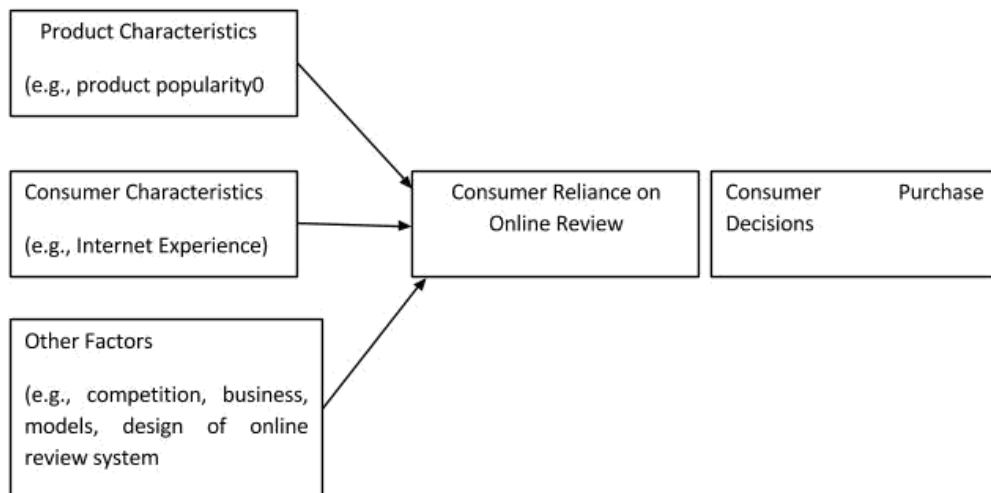 Product Characteristics
(e.g., product popularity0
Consumer Characteristics
(e.g., Internet Experience)
Other Factors
(e.g., competition, business,
models, design of online
review system
Consumer Reliance on
Online Review
Consumer Purchase
Decisions